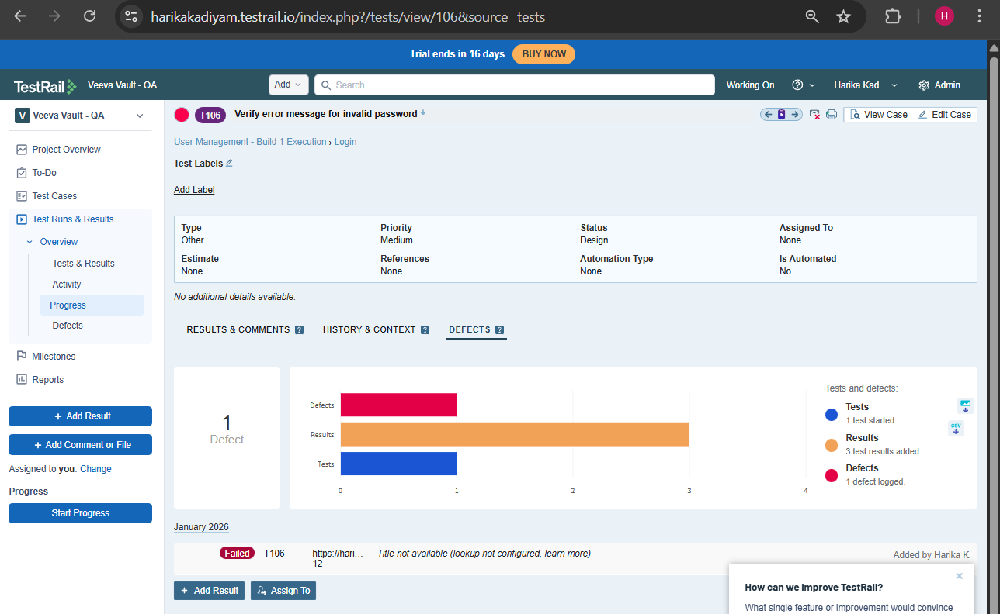 harikakadiyam.testrail.io/index.php?/tests/view/106&source=tests
H
Trial ends in 16 days BUY NOW
TestRail Veeva Vault - QA Add Search Working On Harika Kad... Admin
V Veeva Vault - QA
Project Overview
To-Do
Test Cases
Test Runs & Results
Overview
Tests & Results
Activity
Progress
Defects
Milestones
Reports
+ Add Result
+ Add Comment or File
Assigned to you. Change
Progress
Start Progress
T106 Verify error message for invalid password
View Case Edit Case
User Management - Build 1 Execution › Login
Test Labels
Add Label
Type Priority Status Assigned To
Other Medium Design None
Estimate References Automation Type Is Automated
None None None No
No additional details available.
RESULTS & COMMENTS ? HISTORY & CONTEXT ? DEFECTS ?
1
Defect
Defects
Results
Tests
0 1 2 3 4
Tests and defects:
Tests
1 test started.
Results
3 test results added.
Defects
1 defect logged.
CSV
January 2026
Failed T106 https://hari... Title not available (lookup not configured, learn more) Added by Harika K.
12
+ Add Result Assign To
How can we improve TestRail?
What single feature or improvement would convince